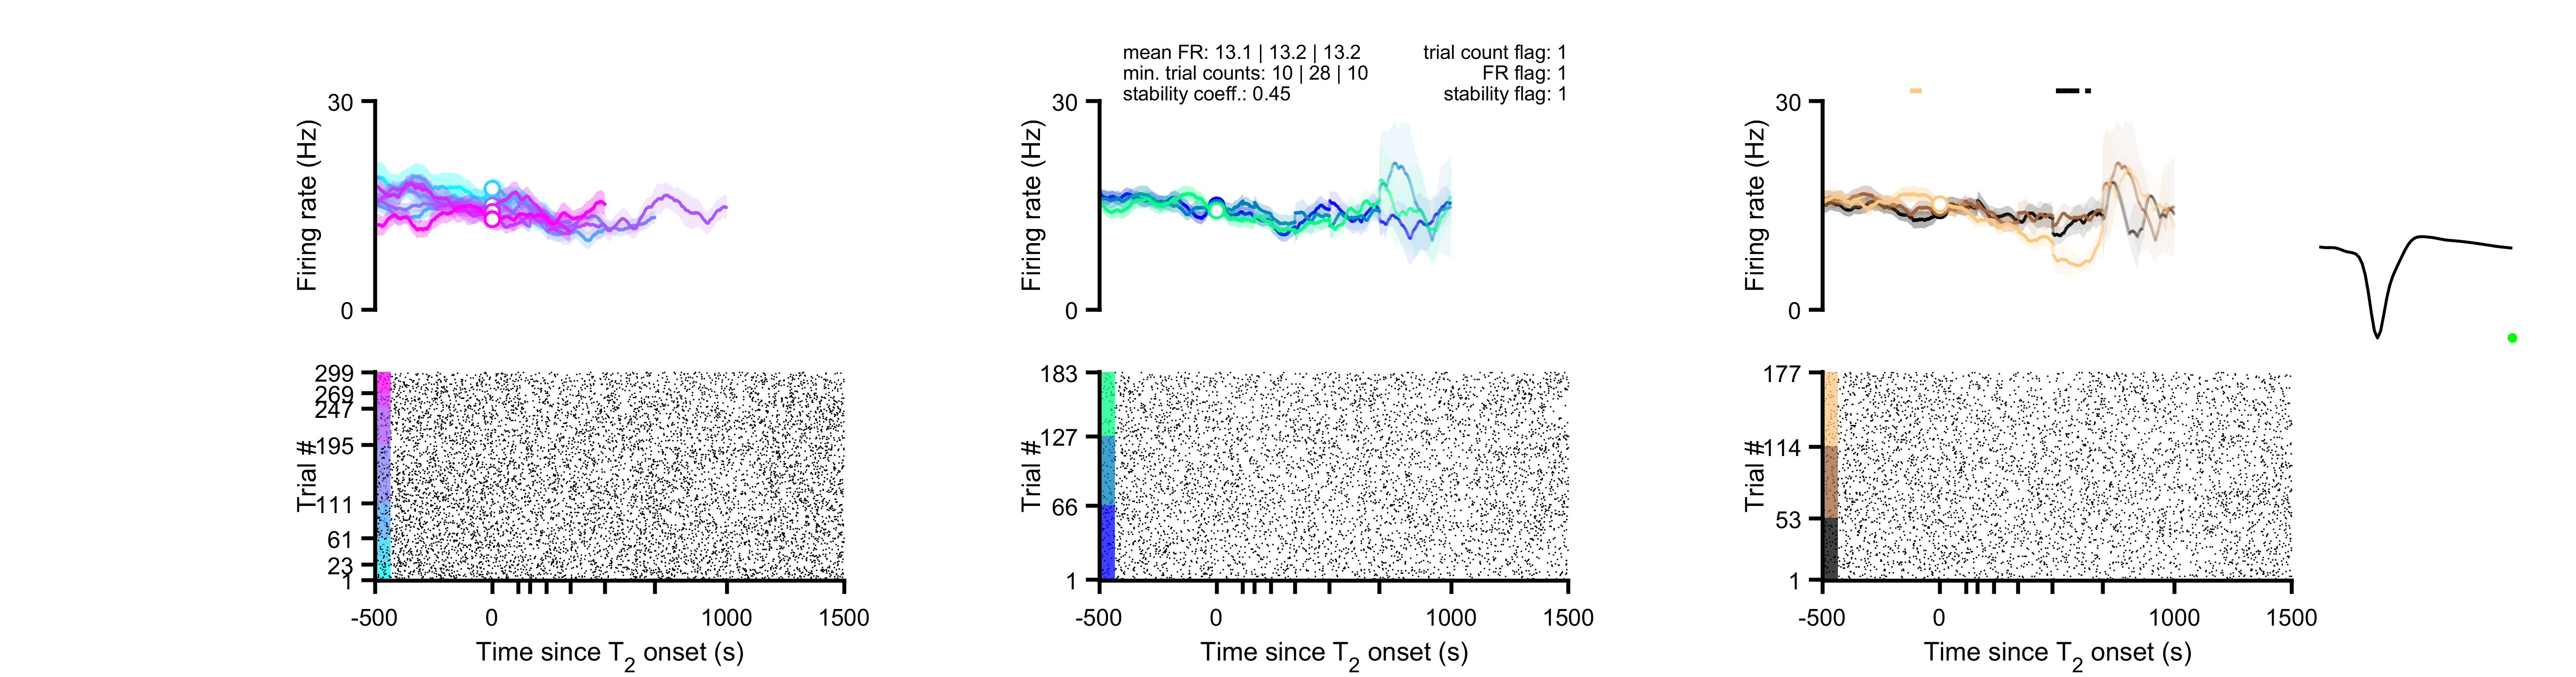 mean FR: 13.1 | 13.2 | 13.2
min. trial counts: 10 | 28 | 10
stability coeff.: 0.45
trial count flag: 1
FR flag: 1
stability flag: 1
30
Firing rate (Hz)
0
30
Firing rate (Hz)
0
30
Firing rate (Hz)
0
299
269
247
195
111
61
23
1
Trial #
-500 0 1000 1500
Time since T2 onset (s)
183
127
66
1
Trial #
-500 0 1000 1500
Time since T2 onset (s)
177
114
53
1
Trial #
-500 0 1000 1500
Time since T2 onset (s)